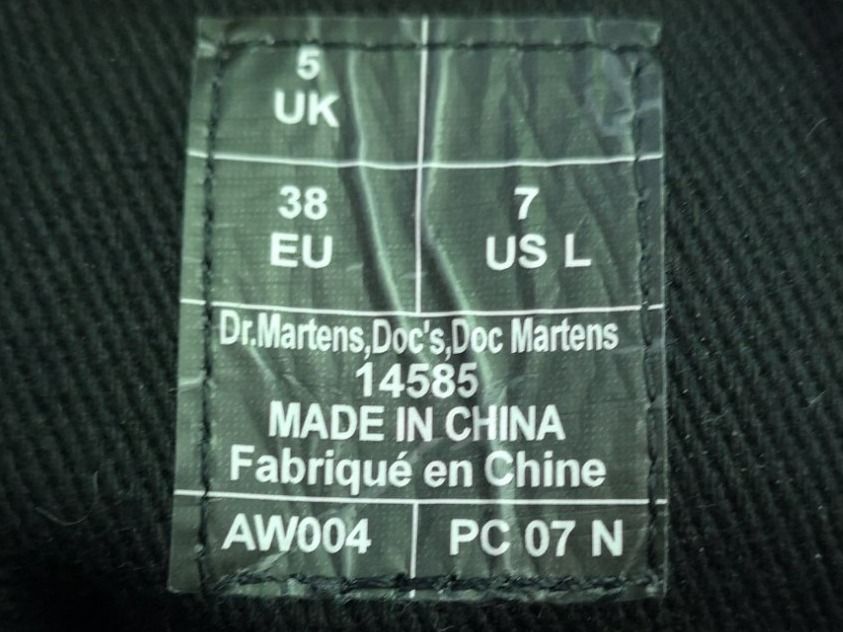 5
UK
38
EU
7
US L
Dr.Martens,Doc's,Doc Martens
14585
MADE IN CHINA
Fabriqué en Chine
AW004
PC 07 N